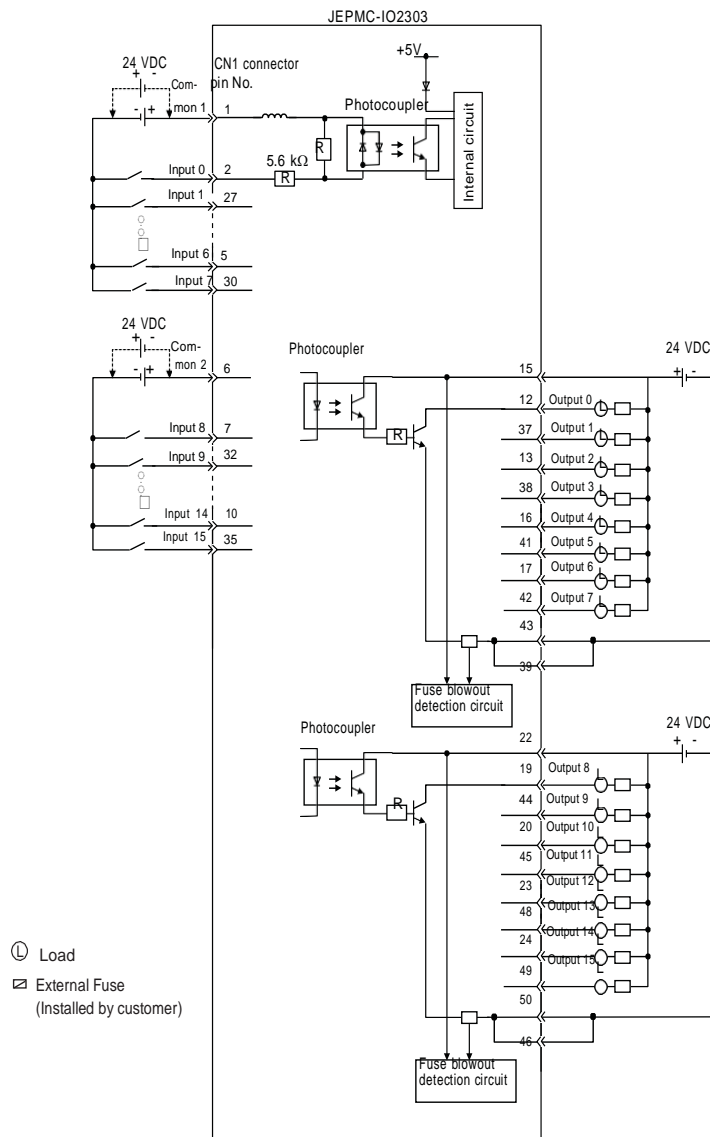 JEPMC-IO2303
24 VDC
+ -
Com-
mon 1
- +
CN1 connector
pin No.
1
+5V
Photocoupler
Internal circuit
R
5.6 kΩ
R
Input 0 2
Input 1 27
Input 6 5
Input 7 30
24 VDC
+ -
Com-
mon 2
- +
6
Input 8 7
Input 9 32
Input 14 10
Input 15 35
Photocoupler
R
15
24 VDC
+ -
12 Output 0
37 Output 1
13 Output 2
38 Output 3
16 Output 4
41 Output 5
17 Output 6
42 Output 7
43
39
Fuse blowout
detection circuit
Photocoupler
R
22
24 VDC
+ -
19 Output 8
44 Output 9
20 Output 10
45 Output 11
23 Output 12
48 Output 13
24 Output 14
49 Output 15
50
46
Fuse blowout
detection circuit
L Load
External Fuse
(Installed by customer)